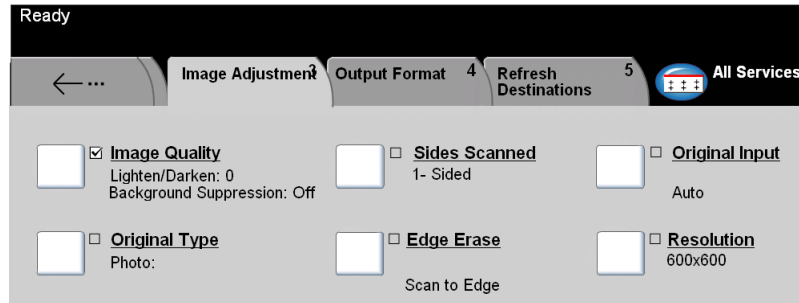 Ready
← ...
Image Adjustment 3
Output Format 4
Refresh Destinations 5
All Services
Image Quality
Lighten/Darken: 0
Background Suppression: Off
Sides Scanned
1- Sided
Original Input
Auto
Original Type
Photo:
Edge Erase
Scan to Edge
Resolution
600x600